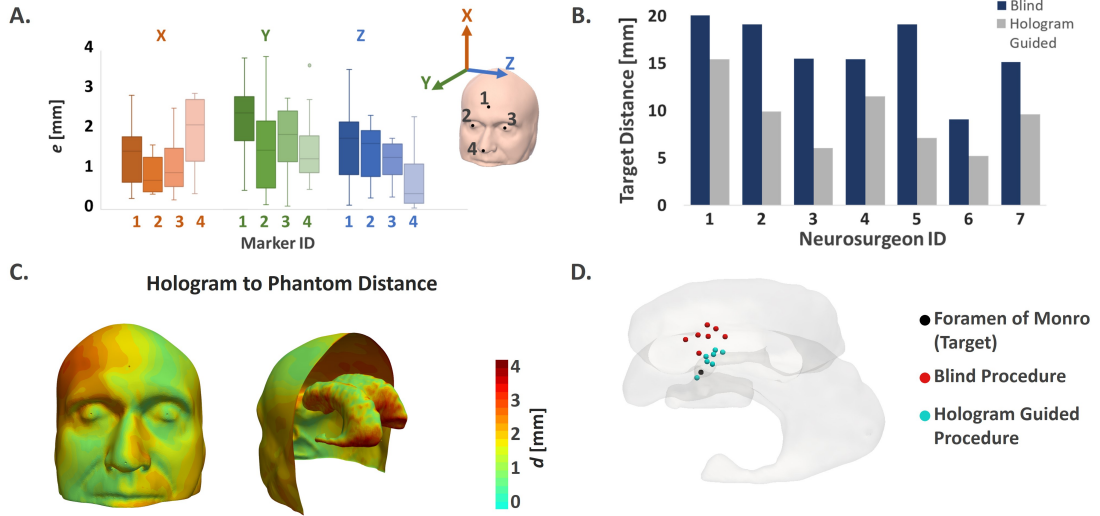 A.
X
Y
Z
e [mm]
4
3
2
1
0
1 2 3 4
1 2 3 4
1 2 3 4
Marker ID
X
Y
Z
1
2
3
4
B.
Target Distance [mm]
20
15
10
5
0
Blind
Hologram
Guided
1 2 3 4 5 6 7
Neurosurgeon ID
C.
Hologram to Phantom Distance
4
3
2
1
0
d [mm]
D.
Foramen of Monro
(Target)
Blind Procedure
Hologram Guided
Procedure